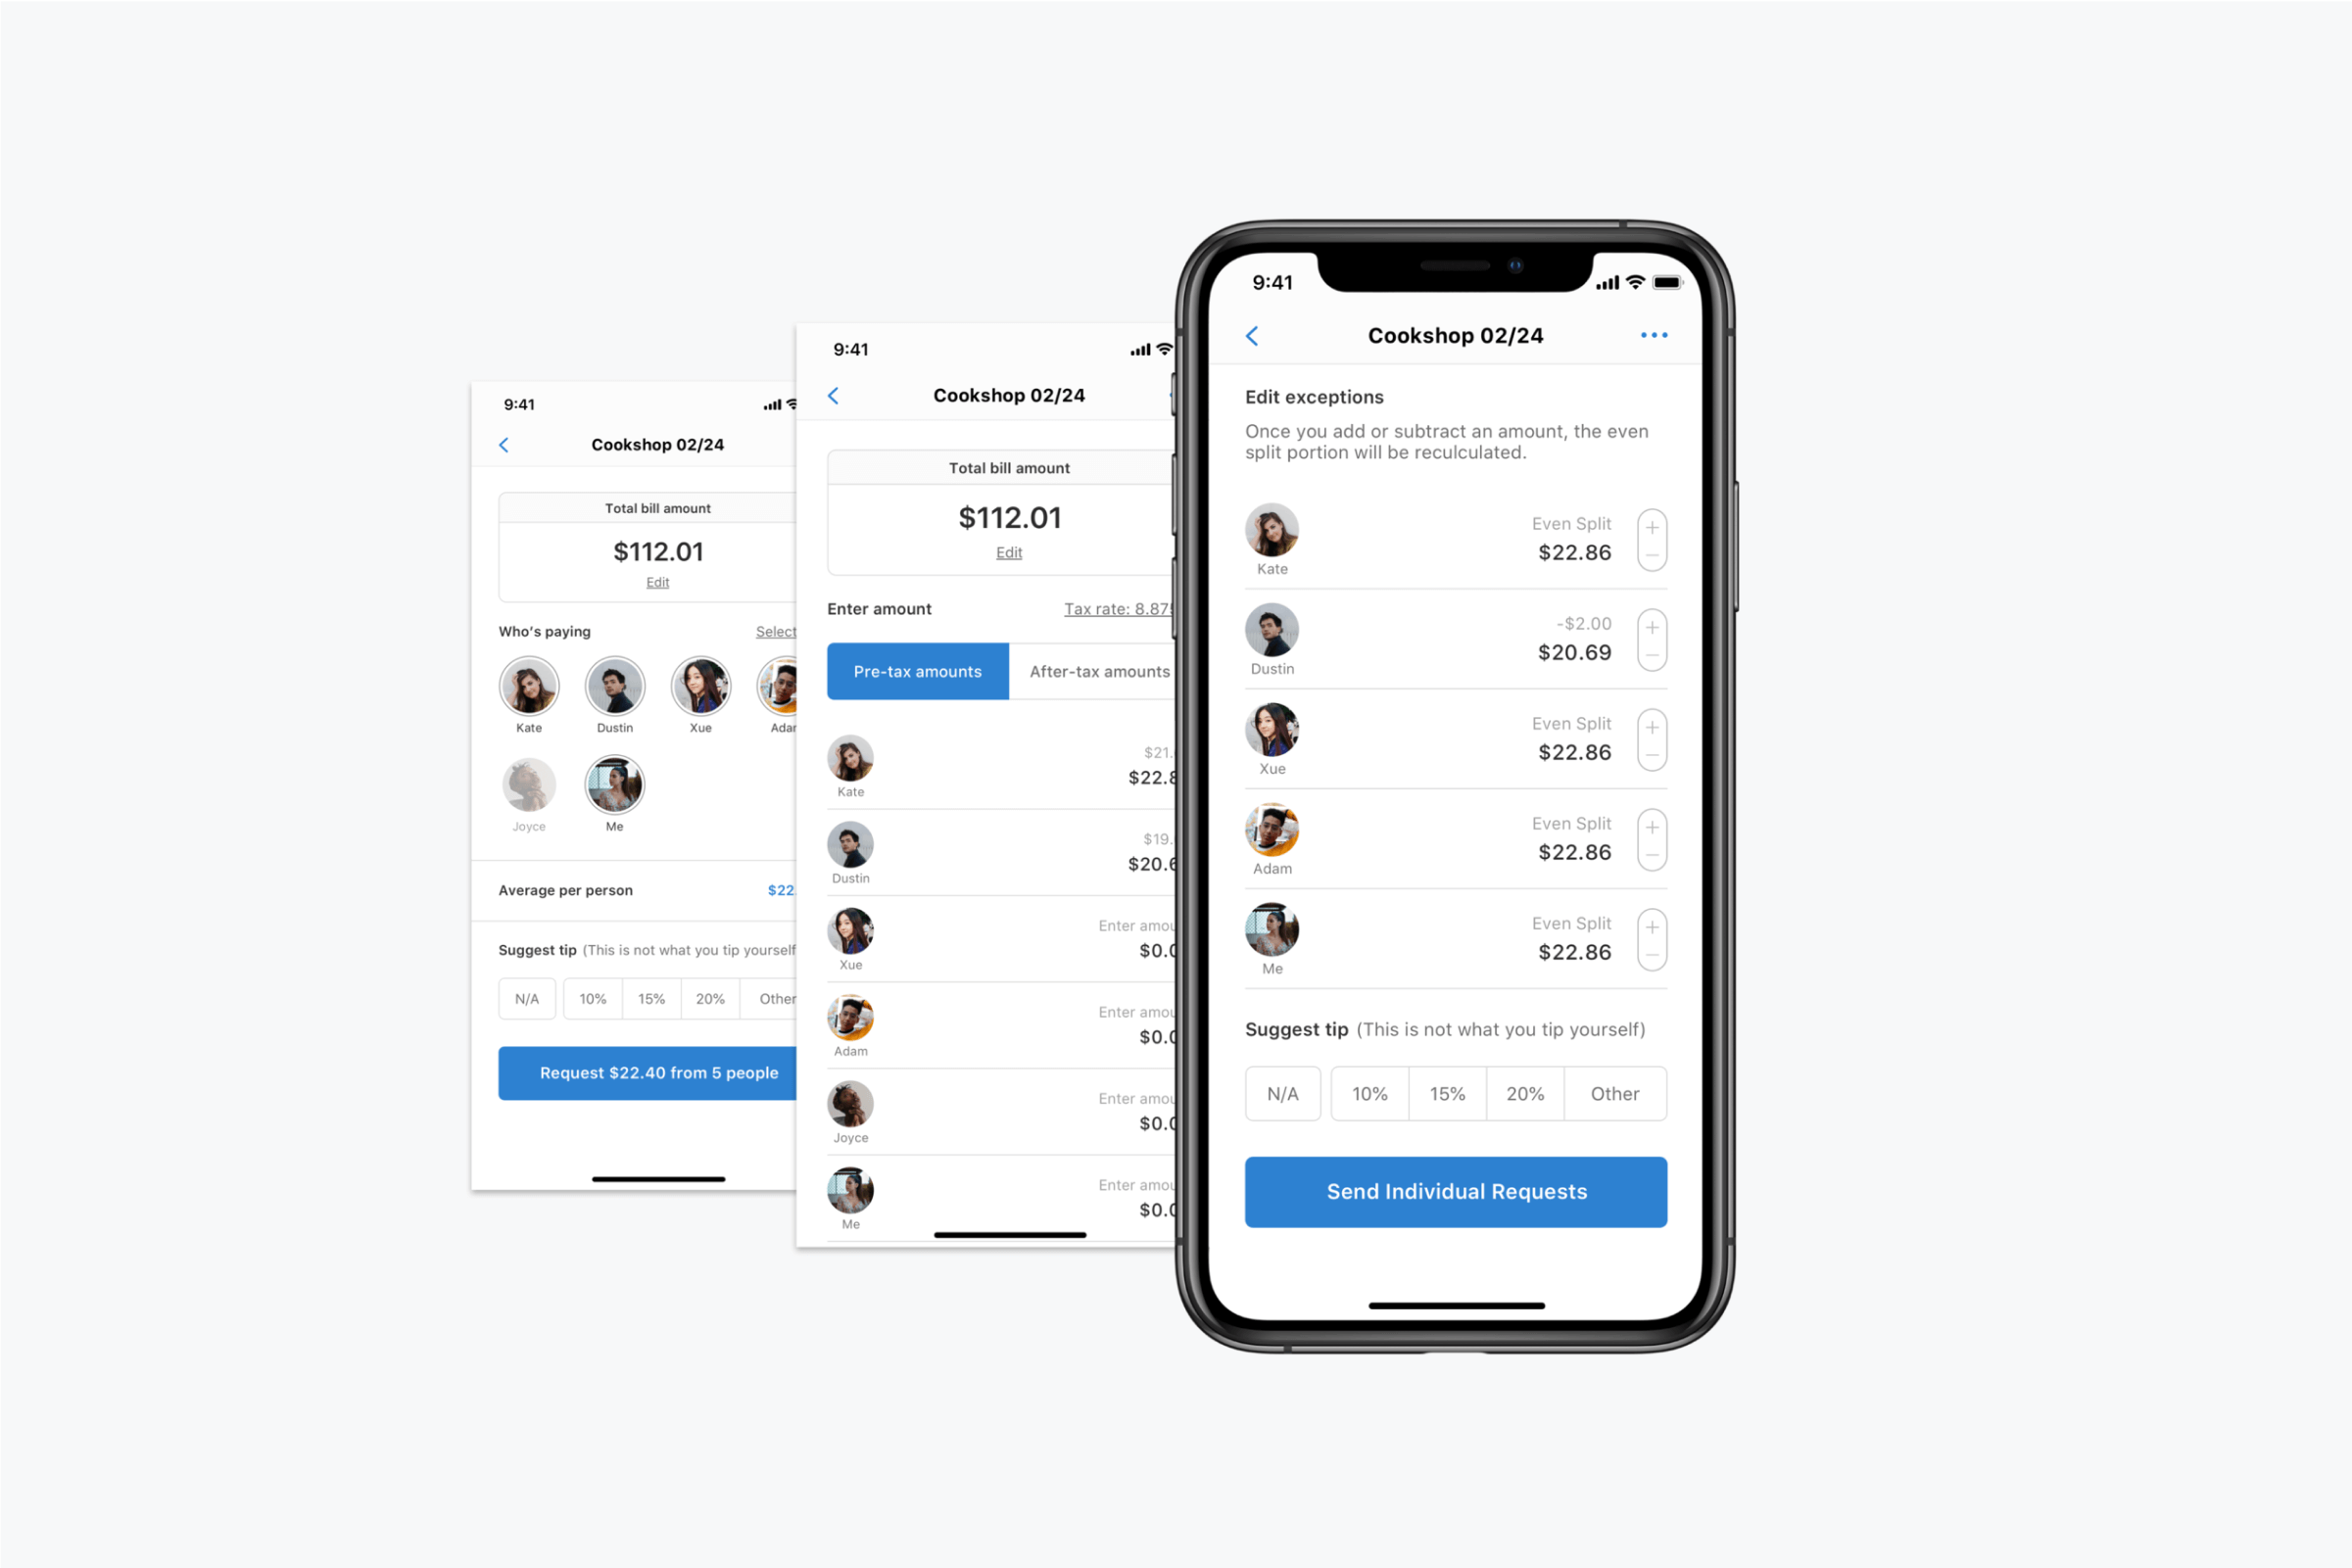 9:41
Cookshop 02/24
Total bill amount
$112.01
Edit
Who's paying
Select
Kate
Dustin
Xue
Joyce
Me
Average per person
$22.
Suggest tip (This is not what you tip yourself
N/A
10%
15%
20%
Other
Request $22.40 from 5 people
9:41
Cookshop 02/24
Total bill amount
$112.01
Edit
Enter amount
Tax rate: 8.875
Pre-tax amounts
After-tax amounts
$21.
$22.8
Kate
$19.
$20.6
Dustin
Enter
$0.0
Xue
Enter
$0.0
Adam
Enter
$0.0
Joyce
Enter
$0.0
Me
9:41
Cookshop 02/24
Edit exceptions
Once you add or subtract an amount, the even
split portion will be reculculated.
Even Split
$22.86
Kate
-$2.00
$20.69
Dustin
Even Split
$22.86
Xue
Even Split
$22.86
Adam
Even Split
$22.86
Me
Suggest tip (This is not what you tip yourself)
N/A
10%
15%
20%
Other
Send Individual Requests